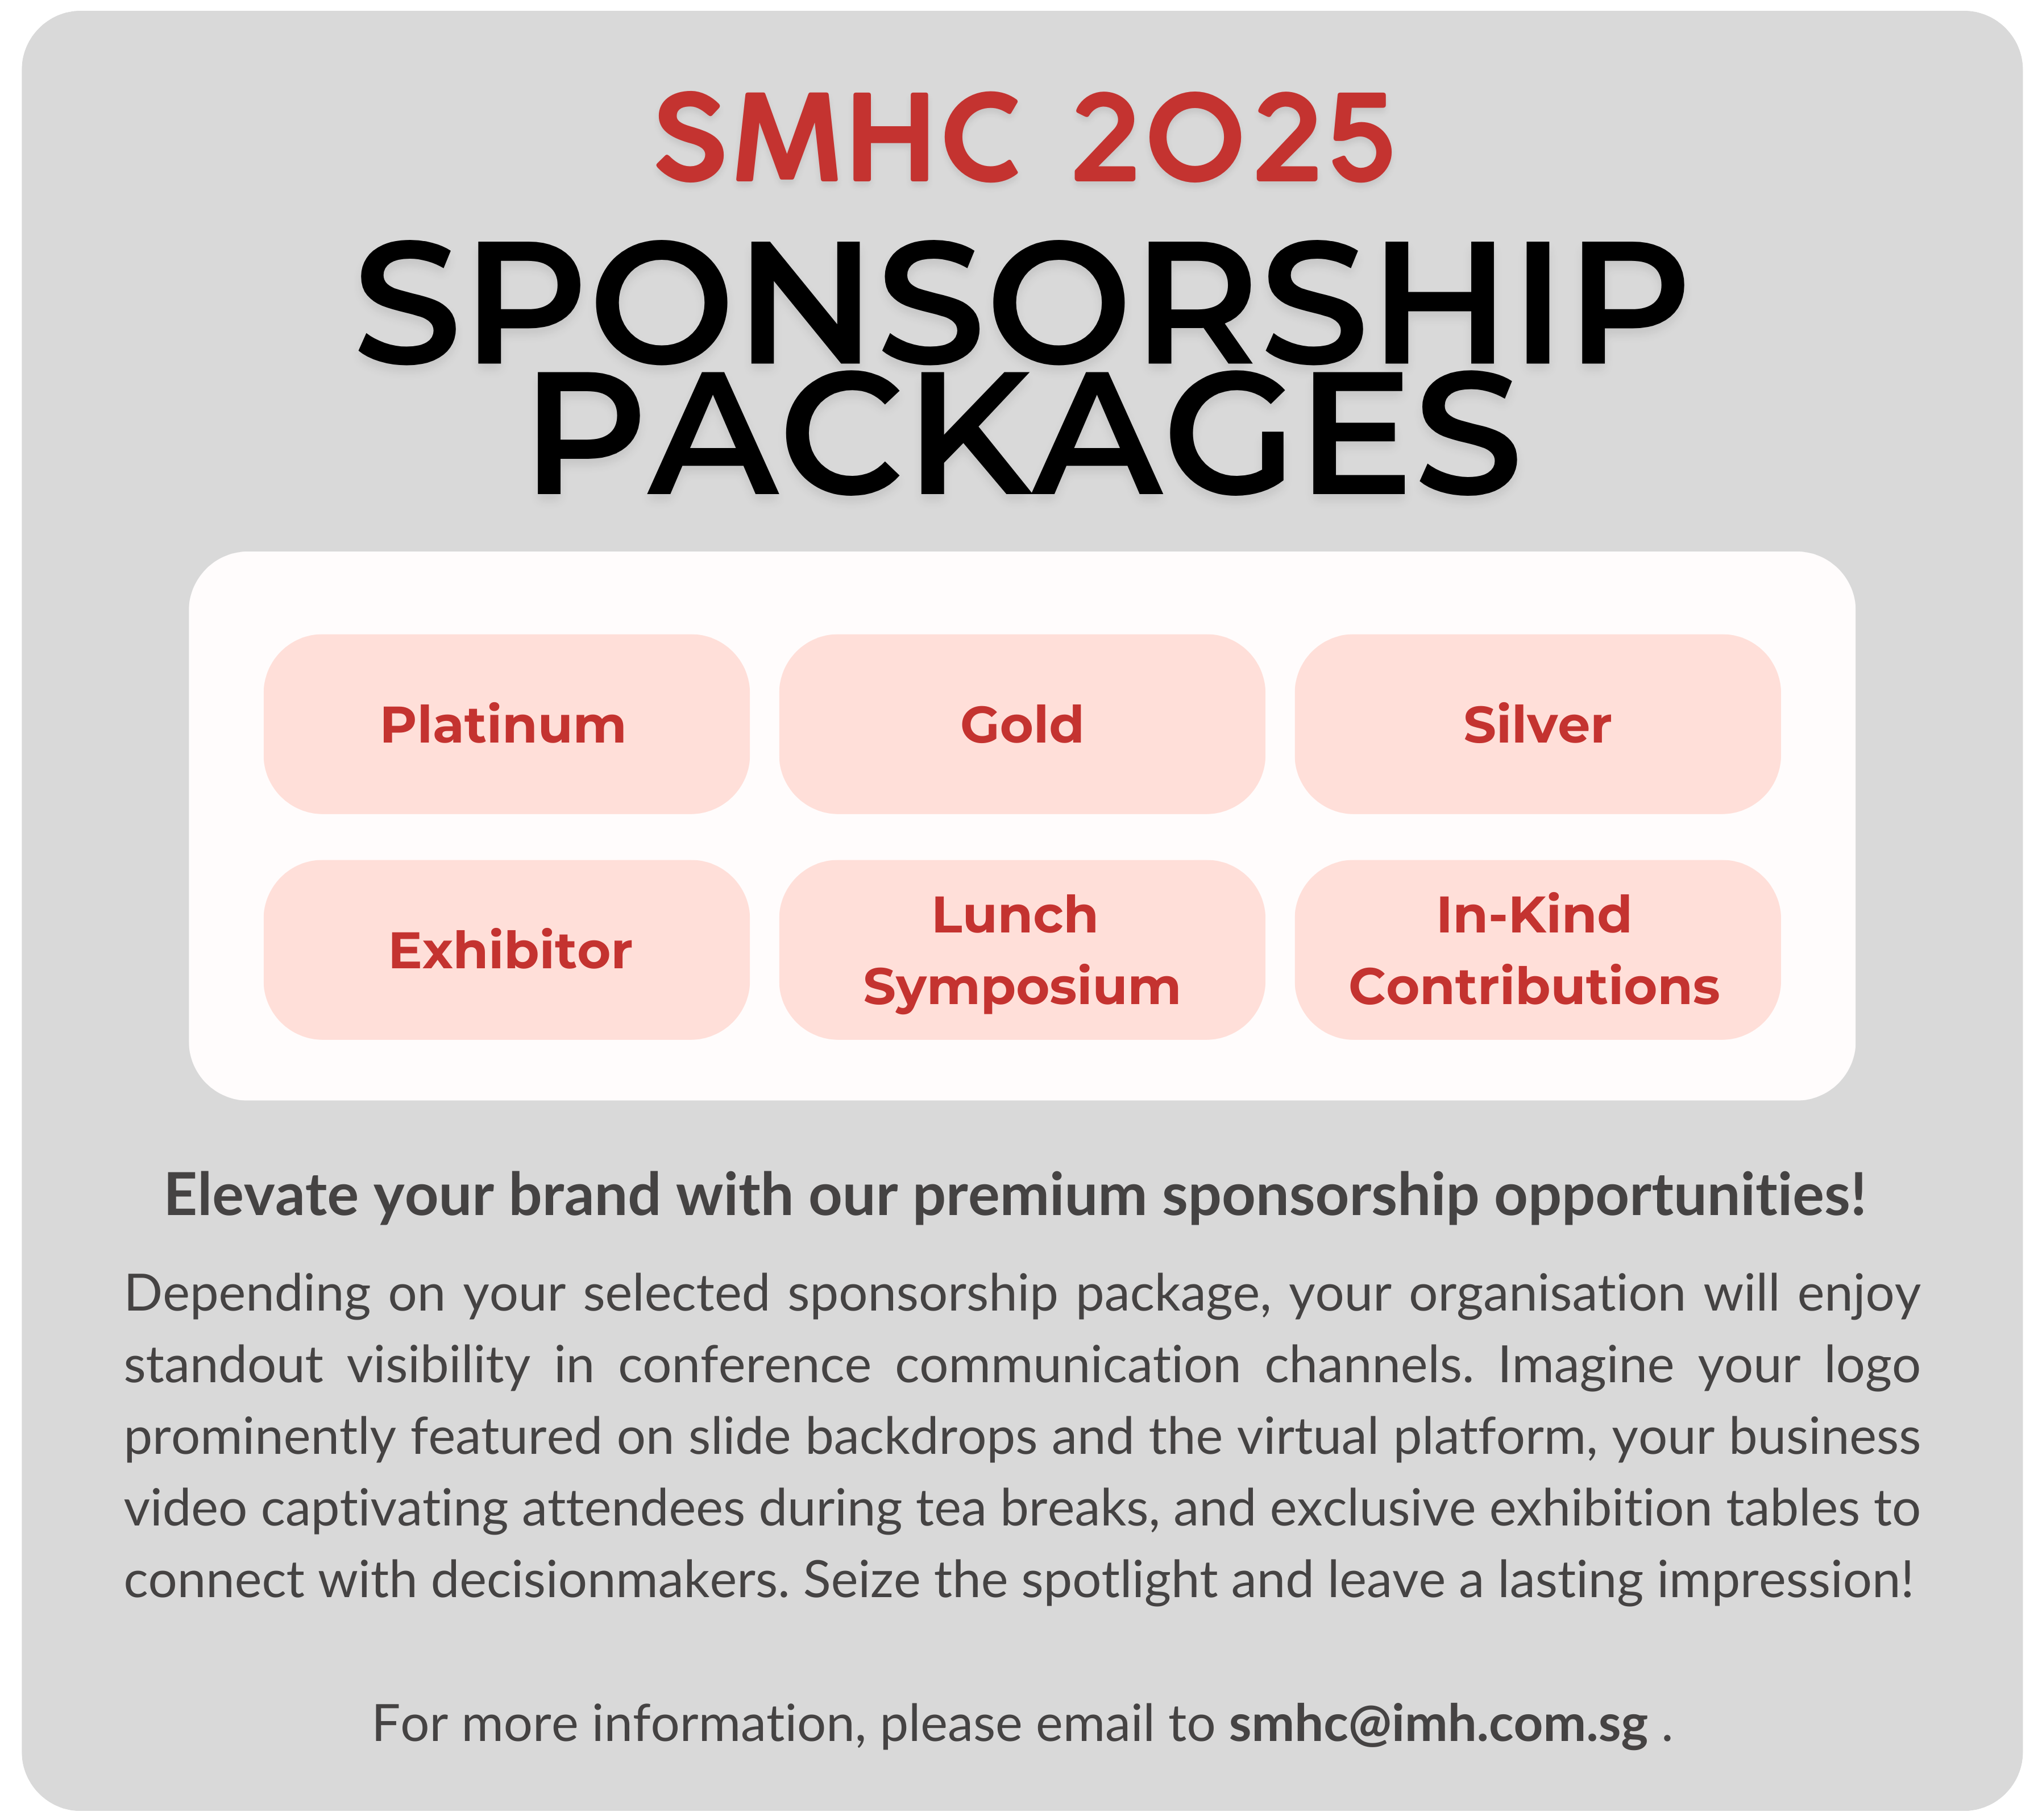 SMHC 2025
SPONSORSHIP
PACKAGES
Platinum
Gold
Silver
Exhibitor
Lunch
Symposium
In-Kind
Contributions
Elevate your brand with our premium sponsorship opportunities!
Depending on your selected sponsorship package, your organisation will enjoy
standout visibility in conference communication channels. Imagine your logo
prominently featured on slide backdrops and the virtual platform, your business
video captivating attendees during tea breaks, and exclusive exhibition tables to
connect with decisionmakers. Seize the spotlight and leave a lasting impression!
For more information, please email to smhc@imh.com.sg .